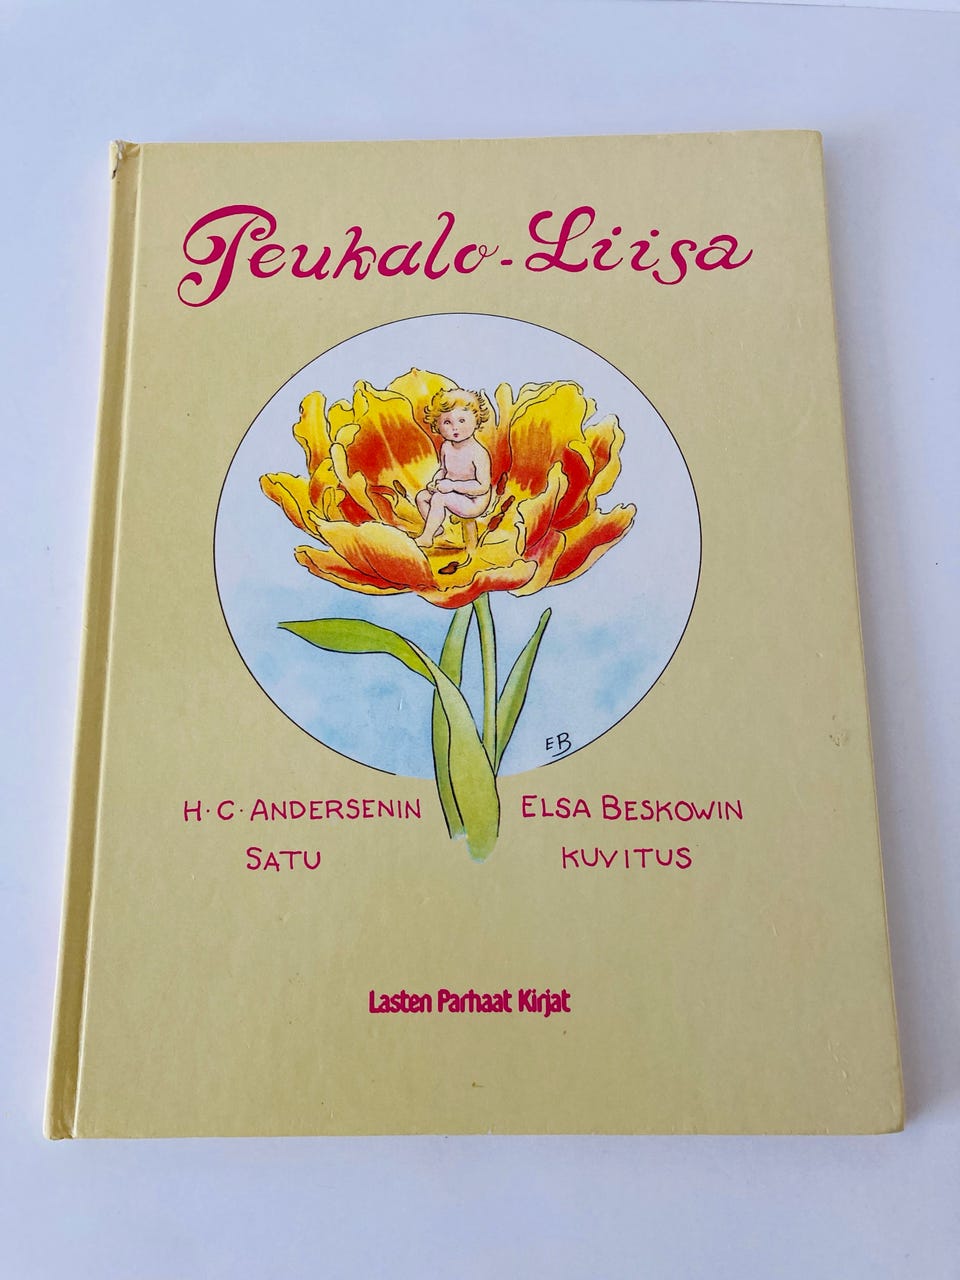 Peukalo-Liisa
EB
H·C·ANDERSENIN
SATU
ELSA BESKOWIN
KUVITUS
Lasten Parhaat Kirjat